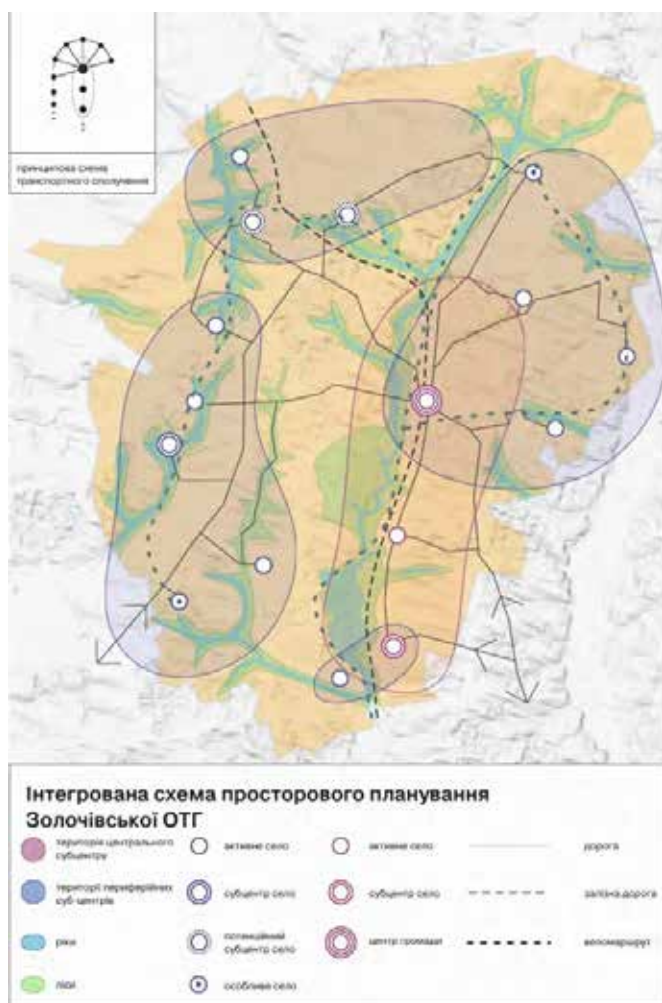 принципова схема
транспортного сполучення
Інтегрована схема просторового планування
Золочівської ОТГ
територія центрального
субцентру
території периферійних
суб-центрів
ріки
ліси
активне село
субцентр село
потенційний
субцентр село
особливе село
активне село
субцентр село
центр громади
дорога
залізна дорога
веломаршрут